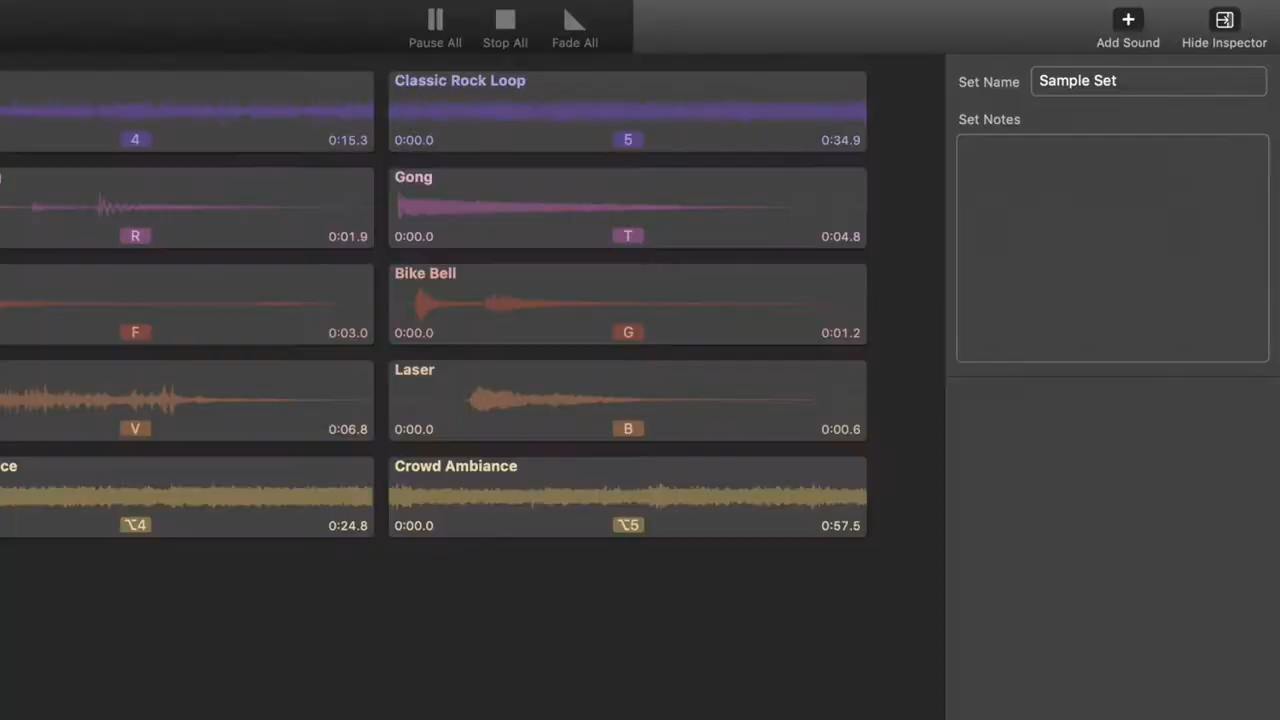 Pause All
Stop All
Fade All
Add Sound
Hide Inspector
Classic Rock Loop
4
0:15.3
0:00.0
5
0:34.9
Gong
R
0:01.9
0:00.0
T
0:04.8
Bike Bell
F
0:03.0
0:00.0
G
0:01.2
Laser
V
0:06.8
0:00.0
B
0:00.6
ce
Crowd Ambiance
⌥4
0:24.8
0:00.0
⌥5
0:57.5
Set Name
Sample Set
Set Notes